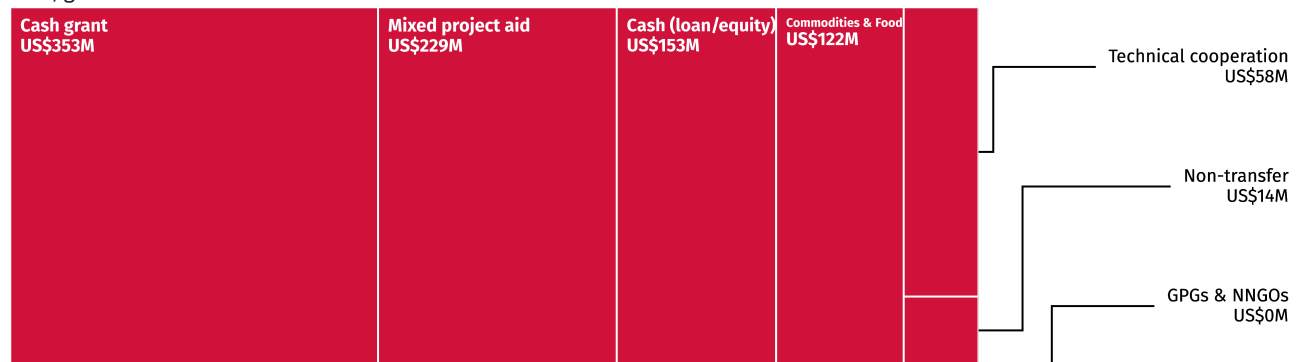 Cash grant
US$353M
Mixed project aid
US$229M
Cash (loan/equity)
US$153M
Commodities & Food
US$122M
Technical cooperation
US$58M
Non-transfer
US$14M
GPGs & NNGOs
US$0M